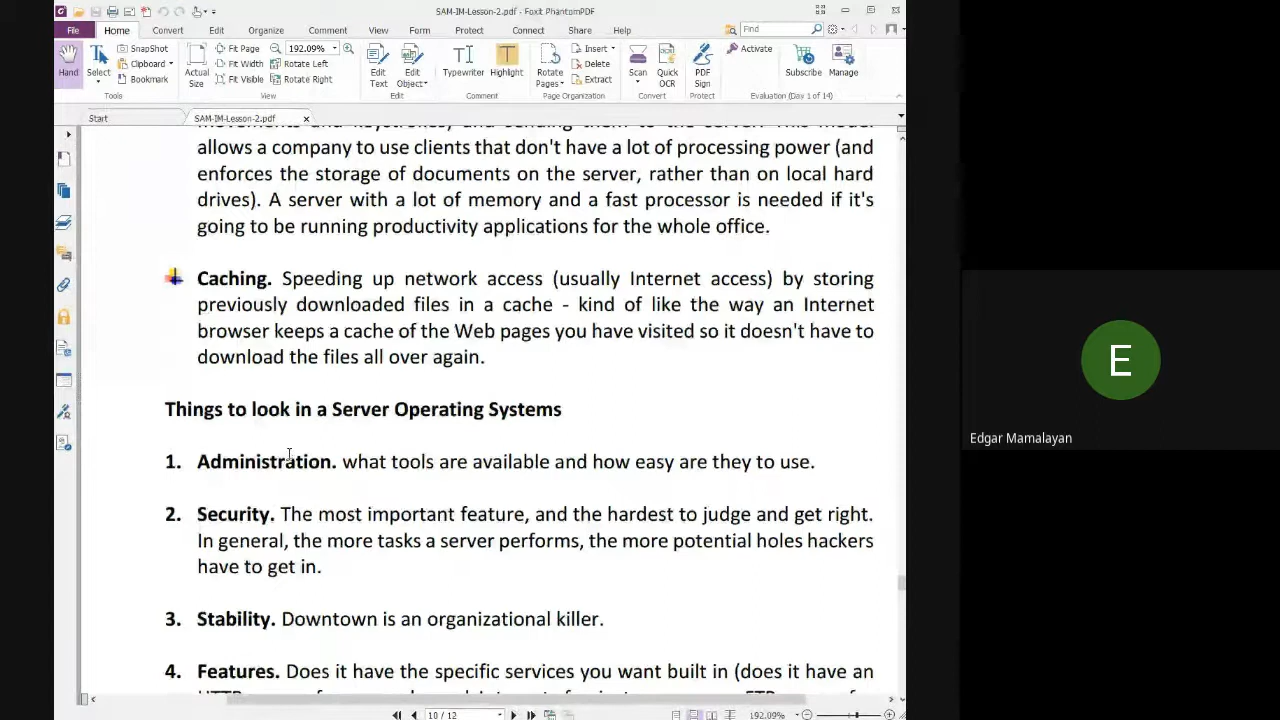 SAM-IM-Lesson-2.pdf - Foxit PhantomPDF
File Home Convert Edit Organize Comment View Form Protect Connect Share Help Find
Hand Select SnapShot Clipboard Bookmark Actual Size Fit Page Fit Width Fit Visible 192.09% Rotate Left Rotate Right Edit Text Edit Object Typewriter Highlight Rotate Pages Insert Delete Extract Scan Quick OCR PDF Sign Activate Subscribe Manage
Tools View Edit Comment Page Organization Convert Protect Evaluation (Day 1 of 14)
Start SAM-IM-Lesson-2.pdf
allows a company to use clients that don't have a lot of processing power (and
enforces the storage of documents on the server, rather than on local hard
drives). A server with a lot of memory and a fast processor is needed if it's
going to be running productivity applications for the whole office.
Caching. Speeding up network access (usually Internet access) by storing
previously downloaded files in a cache - kind of like the way an Internet
browser keeps a cache of the Web pages you have visited so it doesn't have to
download the files all over again.
Things to look in a Server Operating Systems
1. Administration. what tools are available and how easy are they to use.
2. Security. The most important feature, and the hardest to judge and get right.
In general, the more tasks a server performs, the more potential holes hackers
have to get in.
3. Stability. Downtown is an organizational killer.
4. Features. Does it have the specific services you want built in (does it have an
10 / 12 192.09%
E
Edgar Mamalayan